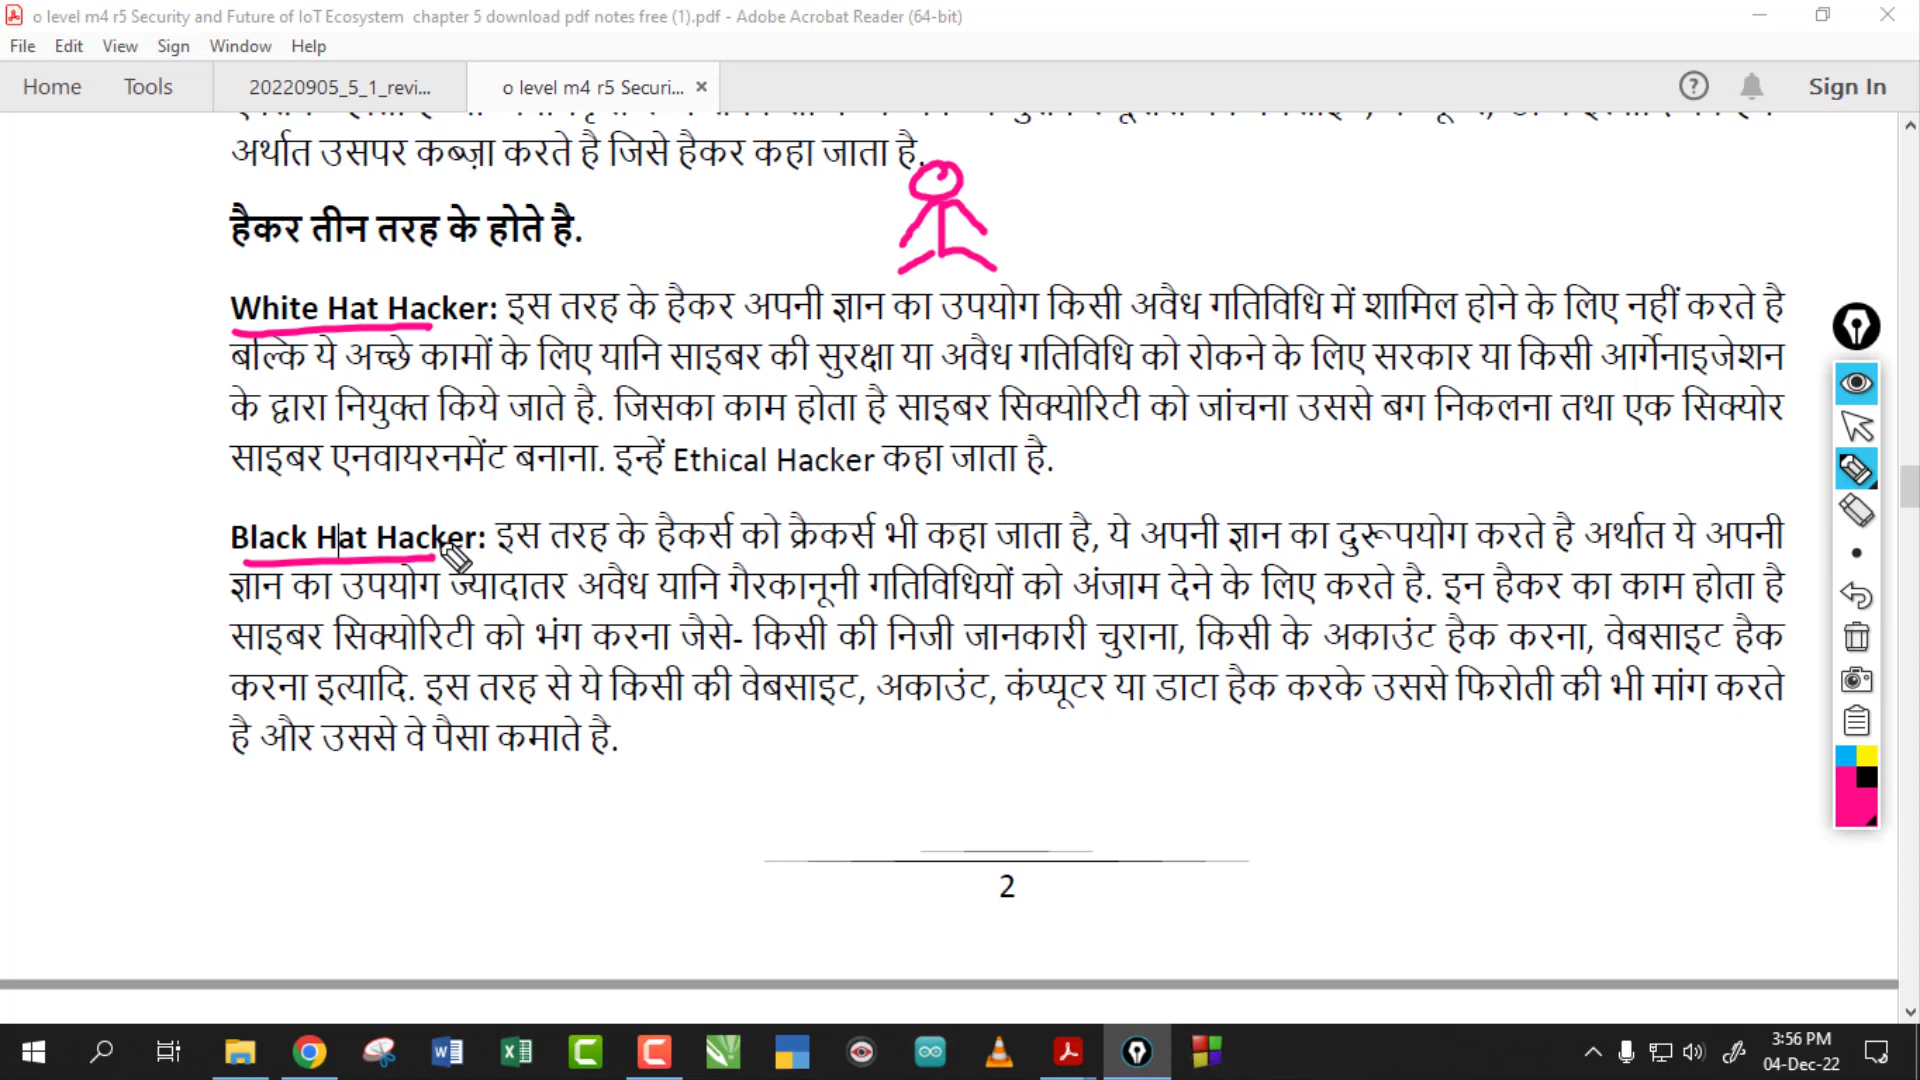 o level m4 r5 Security and Future of IoT Ecosystem chapter 5 download pdf notes free (1).pdf - Adobe Acrobat Reader (64-bit)
File Edit View Sign Window Help
Home Tools 20220905_5_1_revi... o level m4 r5 Securi... × Sign In
अर्थात उसपर कब्ज़ा करते है जिसे हैकर कहा जाता है.
हैकर तीन तरह के होते है.
White Hat Hacker: इस तरह के हैकर अपनी ज्ञान का उपयोग किसी अवैध गतिविधि में शामिल होने के लिए नहीं करते है
बल्कि ये अच्छे कामों के लिए यानि साइबर की सुरक्षा या अवैध गतिविधि को रोकने के लिए सरकार या किसी आर्गेनाइजेशन
के द्वारा नियुक्त किये जाते है. जिसका काम होता है साइबर सिक्योरिटी को जांचना उससे बग निकलना तथा एक सिक्योर
साइबर एनवायरनमेंट बनाना. इन्हें Ethical Hacker कहा जाता है.
Black Hat Hacker: इस तरह के हैकर्स को क्रैकर्स भी कहा जाता है, ये अपनी ज्ञान का दुरूपयोग करते है अर्थात ये अपनी
ज्ञान का उपयोग ज्यादातर अवैध यानि गैरकानूनी गतिविधियों को अंजाम देने के लिए करते है. इन हैकर का काम होता है
साइबर सिक्योरिटी को भंग करना जैसे- किसी की निजी जानकारी चुराना, किसी के अकाउंट हैक करना, वेबसाइट हैक
करना इत्यादि. इस तरह से ये किसी की वेबसाइट, अकाउंट, कंप्यूटर या डाटा हैक करके उससे फिरोती की भी मांग करते
है और उससे वे पैसा कमाते है.
2
3:56 PM
04-Dec-22